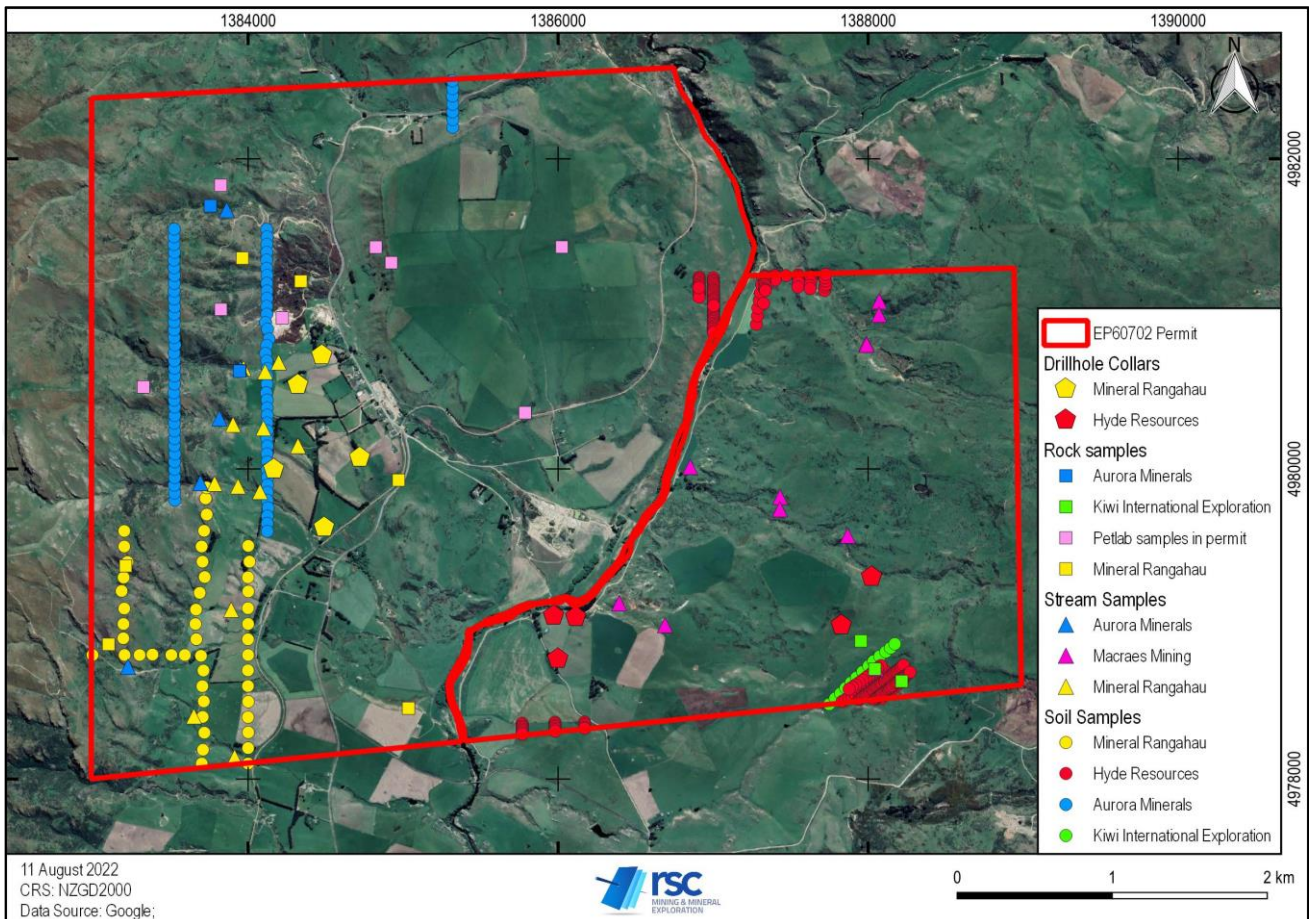 1384000
1386000
1388000
1390000
N
4982000
4980000
4978000
EP60702 Permit
Drillhole Collars
Mineral Rangahau
Hyde Resources
Rock samples
Aurora Minerals
Kiwi International Exploration
Petlab samples in permit
Mineral Rangahau
Stream Samples
Aurora Minerals
Macraes Mining
Mineral Rangahau
Soil Samples
Mineral Rangahau
Hyde Resources
Aurora Minerals
Kiwi International Exploration
11 August 2022
CRS: NZGD2000
Data Source: Google;
rsc
MINING & MINERAL
EXPLORATION
0 1 2 km